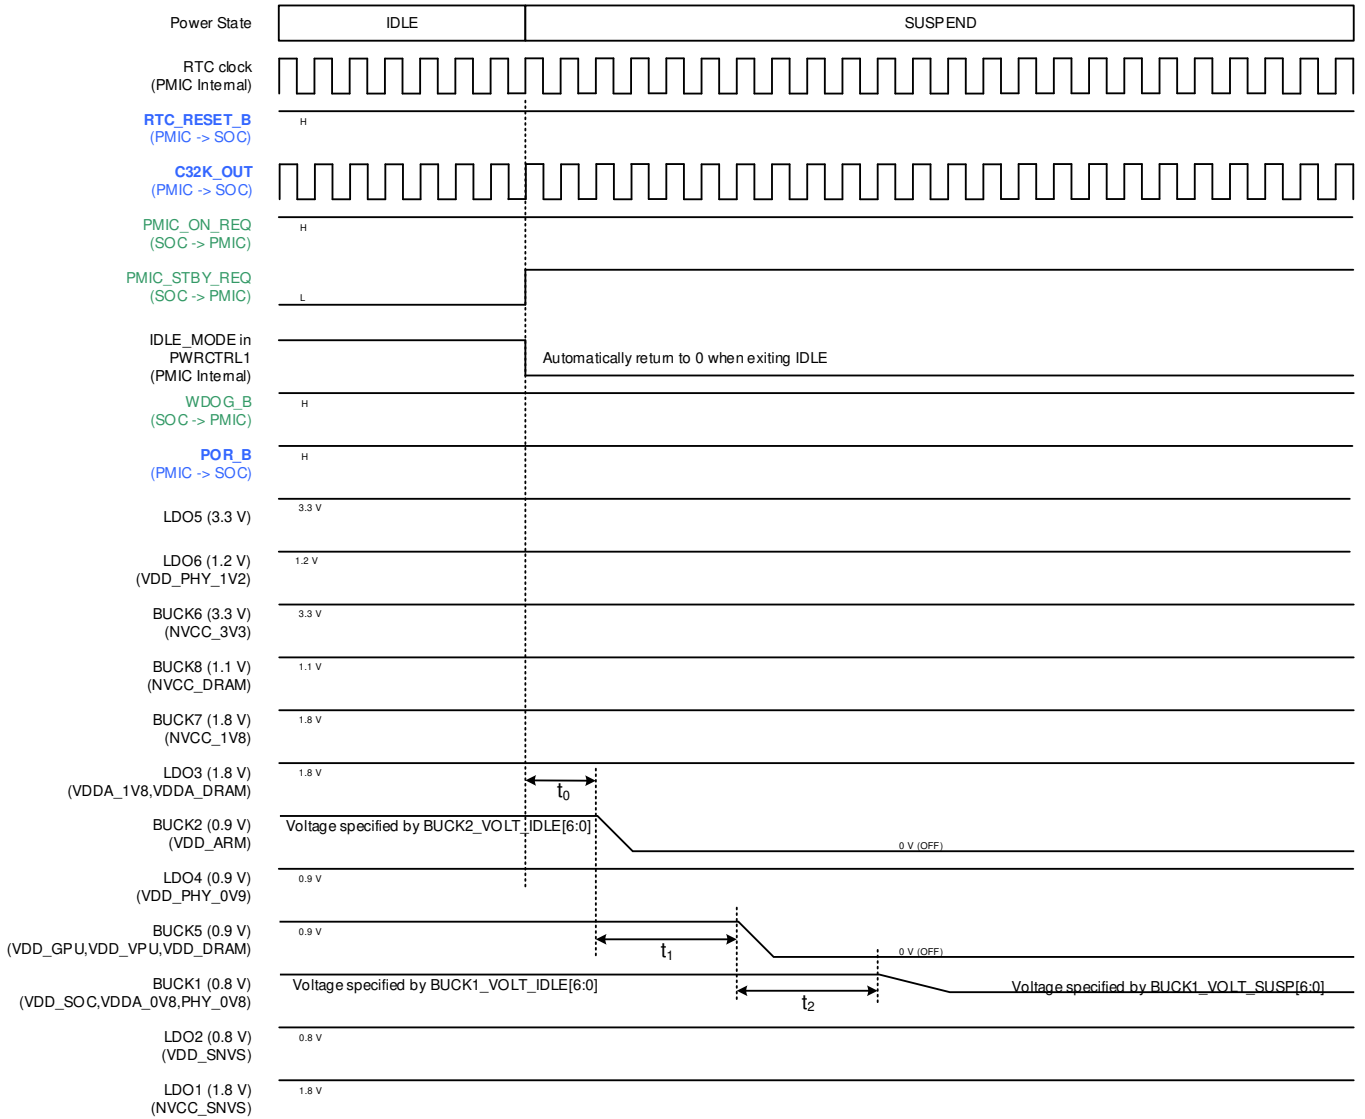 Power State IDLE SUSPEND
RTC clock
(PMIC Internal)
RTC_RESET_B
(PMIC -> SOC)
H
C32K_OUT
(PMIC -> SOC)
PMIC_ON_REQ
(SOC -> PMIC)
H
PMIC_STBY_REQ
(SOC -> PMIC)
L
IDLE_MODE in
PWRCTRL1
(PMIC Internal)
Automatically return to 0 when exiting IDLE
WDOG_B
(SOC -> PMIC)
H
POR_B
(PMIC -> SOC)
H
LDO5 (3.3 V)
3.3 V
LDO6 (1.2 V)
(VDD_PHY_1V2)
1.2 V
BUCK6 (3.3 V)
(NVCC_3V3)
3.3 V
BUCK8 (1.1 V)
(NVCC_DRAM)
1.1 V
BUCK7 (1.8 V)
(NVCC_1V8)
1.8 V
LDO3 (1.8 V)
(VDDA_1V8,VDDA_DRAM)
1.8 V
t0
BUCK2 (0.9 V)
(VDD_ARM)
Voltage specified by BUCK2_VOLT_IDLE[6:0]
0 V (OFF)
LDO4 (0.9 V)
(VDD_PHY_0V9)
0.9 V
BUCK5 (0.9 V)
(VDD_GPU,VDD_VPU,VDD_DRAM)
0.9 V
t1
0 V (OFF)
BUCK1 (0.8 V)
(VDD_SOC,VDDA_0V8,PHY_0V8)
Voltage specified by BUCK1_VOLT_IDLE[6:0]
t2
Voltage specified by BUCK1_VOLT_SUSP[6:0]
LDO2 (0.8 V)
(VDD_SNVS)
0.8 V
LDO1 (1.8 V)
(NVCC_SNVS)
1.8 V